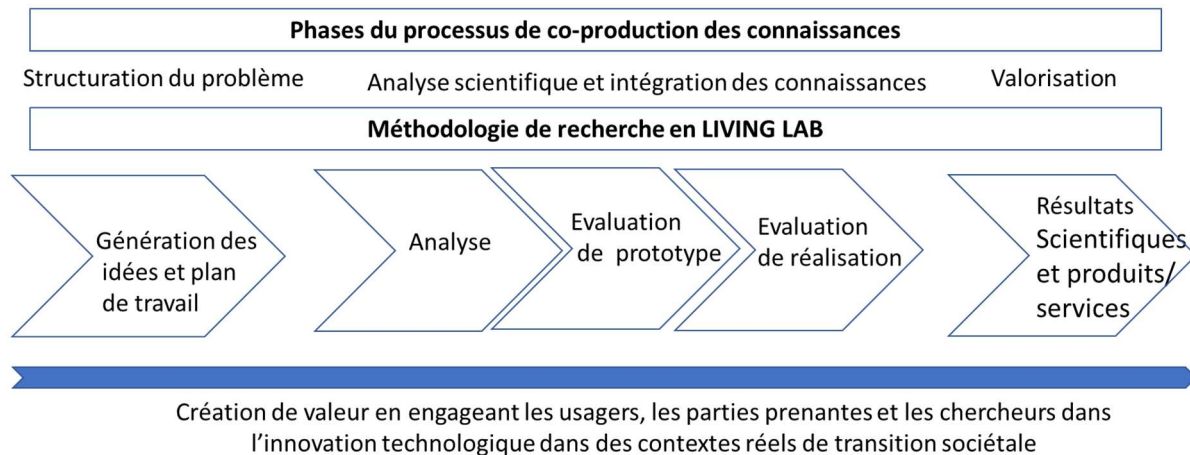 Phases du processus de co-production des connaissances
Structuration du problème
Analyse scientifique et intégration des connaissances
Valorisation
Méthodologie de recherche en LIVING LAB
Génération des
idées et plan
de travail
Analyse
Evaluation
de prototype
Evaluation
de réalisation
Résultats
Scientifiques
et produits/
services
Création de valeur en engageant les usagers, les parties prenantes et les chercheurs dans
l'innovation technologique dans des contextes réels de transition sociétale